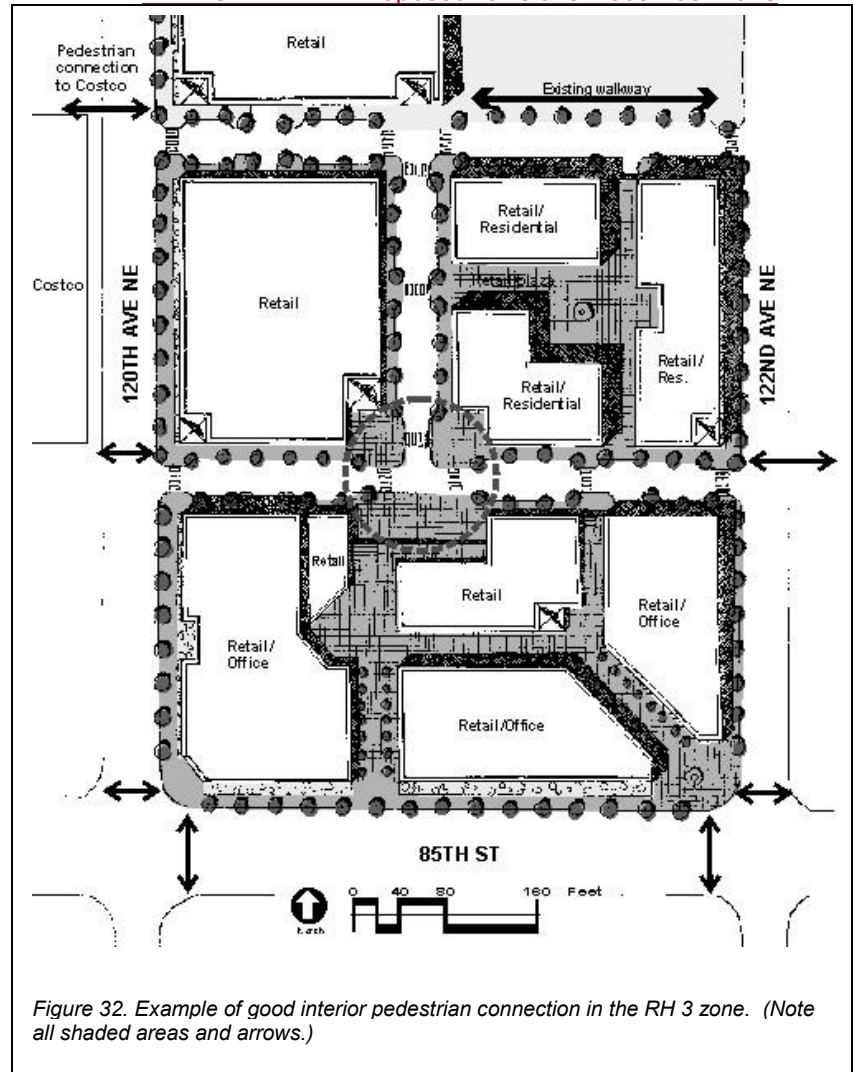 Retail
Pedestrian
connection
to Costco
Existing walkway
Retail/
Residential
Retail plaza
Costco
120TH AVE NE
Retail
Retail/
Residential
Retail/
Res.
122ND AVE NE
Retail
Retail
Retail/
Office
Retail/
Office
Retail/Office
85TH ST
0 40 80 160 Feet
North
Figure 32. Example of good interior pedestrian connection in the RH 3 zone. (Note
all shaded areas and arrows.)